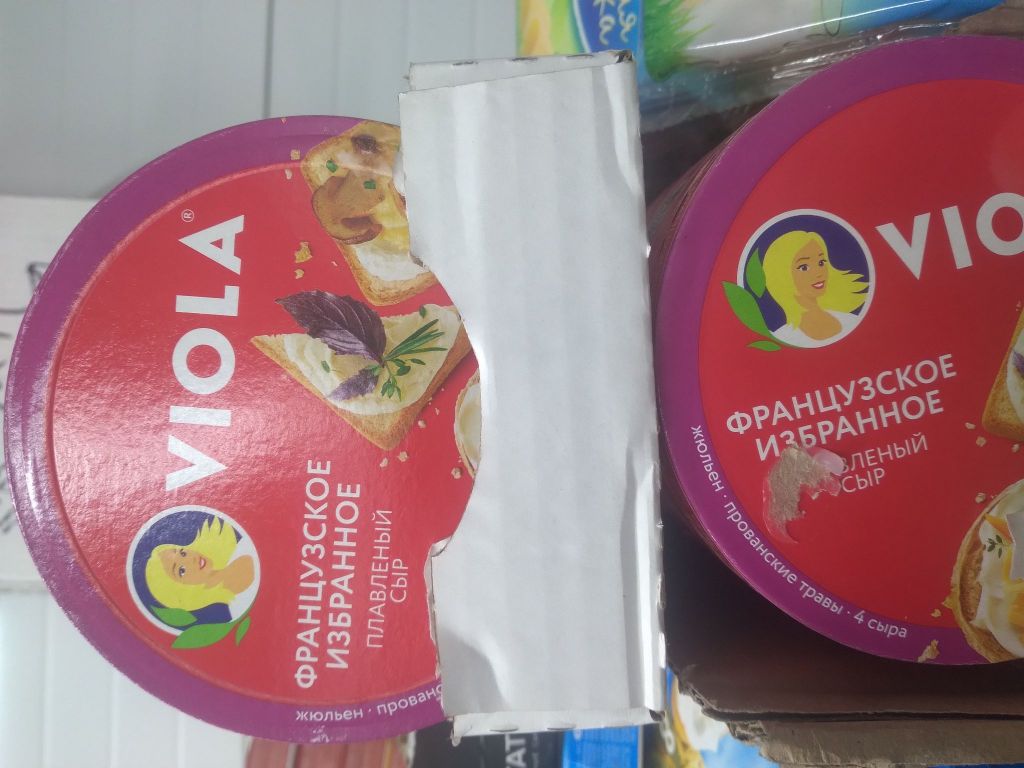 VIOLA®
ФРАНЦУЗСКОЕ
ИЗБРАННОЕ
ПЛАВЛЕНЫЙ
СЫР
жюльен · прованс
VIO
ФРАНЦУЗСКОЕ
ИЗБРАННОЕ
ВЛЕНЫЙ
СЫР
жюльен · прованские травы · 4 сыра